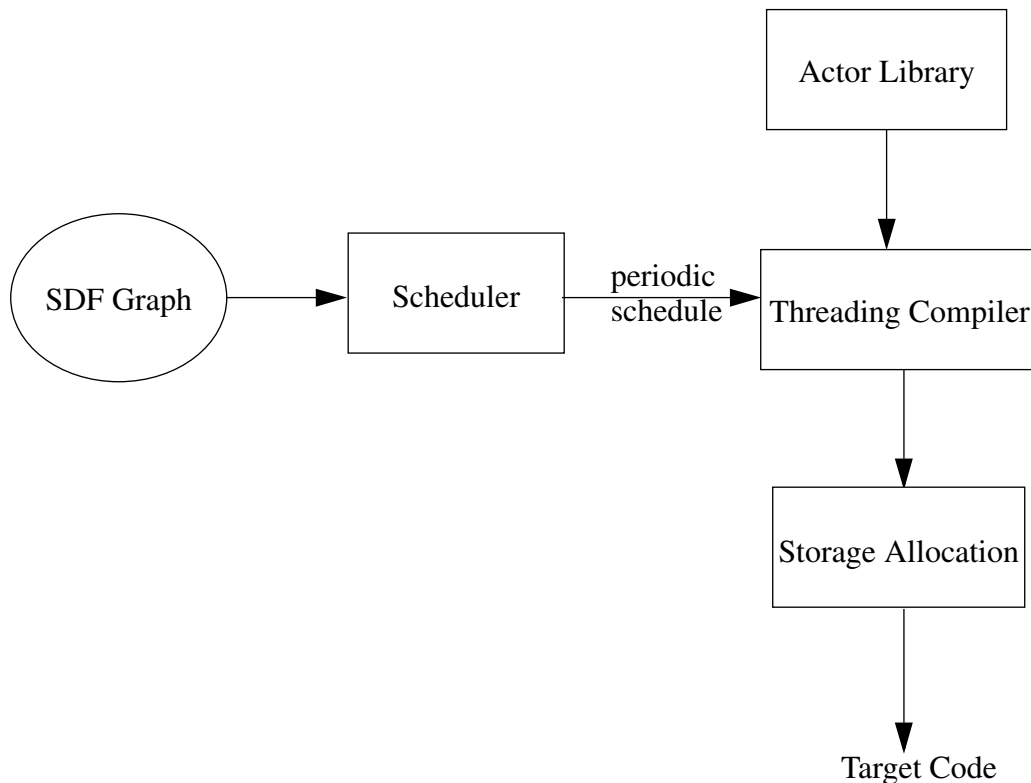 Actor Library
SDF Graph
Scheduler
periodic
schedule
Threading Compiler
Storage Allocation
Target Code